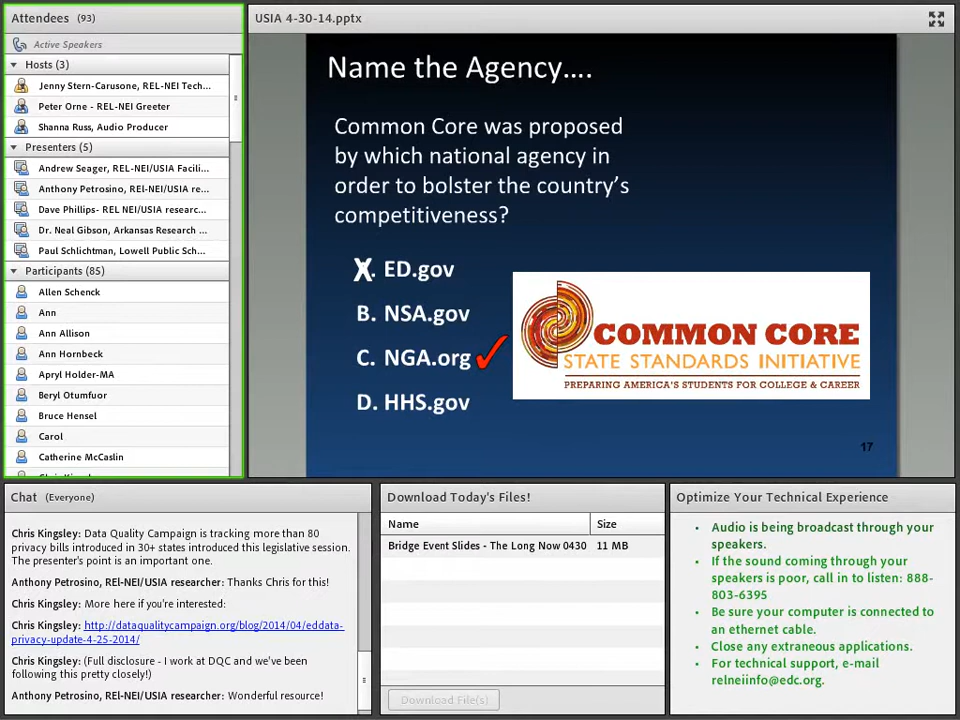 Attendees (93)
Active Speakers
Hosts (3)
Jenny Stern-Carusone, REL-NEI Tech...
Peter Orne - REL-NEI Greeter
Shanna Russ, Audio Producer
Presenters (5)
Andrew Seager, REL-NEI/USIA Facili...
Anthony Petrosino, REl-NEI/USIA re...
Dave Phillips- REL NEI/USIA researc...
Dr. Neal Gibson, Arkansas Research ...
Paul Schlichtman, Lowell Public Sch...
Participants (85)
Allen Schenck
Ann
Ann Allison
Ann Hornbeck
Apryl Holder-MA
Beryl Otumfuor
Bruce Hensel
Carol
Catherine McCaslin
USIA 4-30-14.pptx
Name the Agency....
Common Core was proposed
by which national agency in
order to bolster the country's
competitiveness?
X. ED.gov
B. NSA.gov
C. NGA.org
D. HHS.gov
COMMON CORE
STATE STANDARDS INITIATIVE
PREPARING AMERICA'S STUDENTS FOR COLLEGE & CAREER
17
Chat (Everyone)
Chris Kingsley: Data Quality Campaign is tracking more than 80
privacy bills introduced in 30+ states introduced this legislative session.
The presenter's point is an important one.
Anthony Petrosino, REl-NEI/USIA researcher: Thanks Chris for this!
Chris Kingsley: More here if you're interested:
Chris Kingsley: http://dataqualitycampaign.org/blog/2014/04/eddata-
privacy-update-4-25-2014/
Chris Kingsley: (Full disclosure - I work at DQC and we've been
following this pretty closely!)
Anthony Petrosino, REl-NEI/USIA researcher: Wonderful resource!
Download Today's Files!
Name Size
Bridge Event Slides - The Long Now 0430 11 MB
Download File(s)
Optimize Your Technical Experience
• Audio is being broadcast through your
speakers.
• If the sound coming through your
speakers is poor, call in to listen: 888-
803-6395
• Be sure your computer is connected to
an ethernet cable.
• Close any extraneous applications.
• For technical support, e-mail
relneiinfo@edc.org.